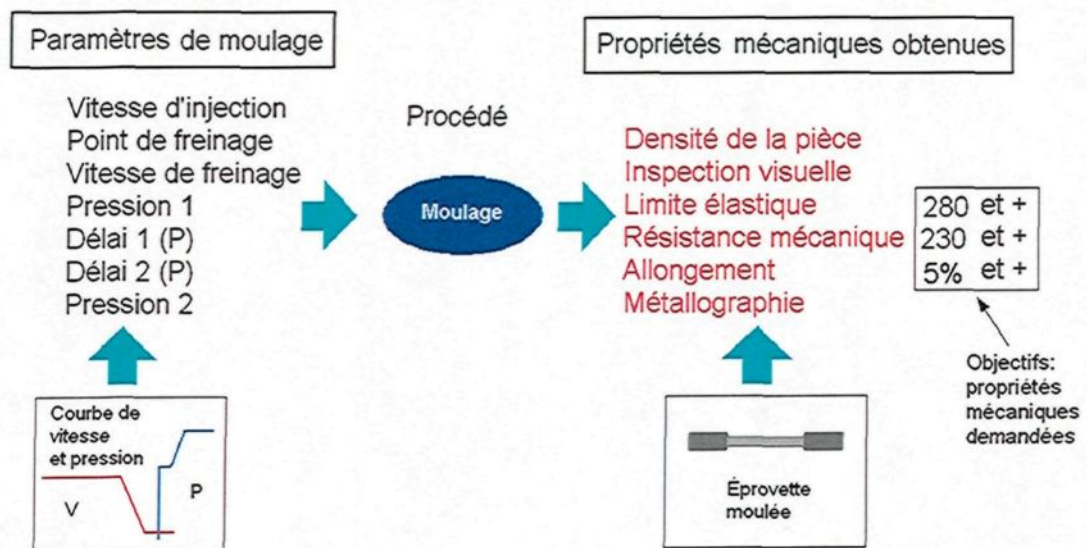 Paramètres de moulage
Vitesse d'injection
Point de freinage
Vitesse de freinage
Pression 1
Délai 1 (P)
Délai 2 (P)
Pression 2
Courbe de
vitesse
et pression
V
P
Procédé
Moulage
Propriétés mécaniques obtenues
Densité de la pièce
Inspection visuelle
Limite élastique
Résistance mécanique
Allongement
Métallographie
280 et +
230 et +
5% et +
Objectifs:
propriétés
mécaniques
demandées
Éprovette
moulée